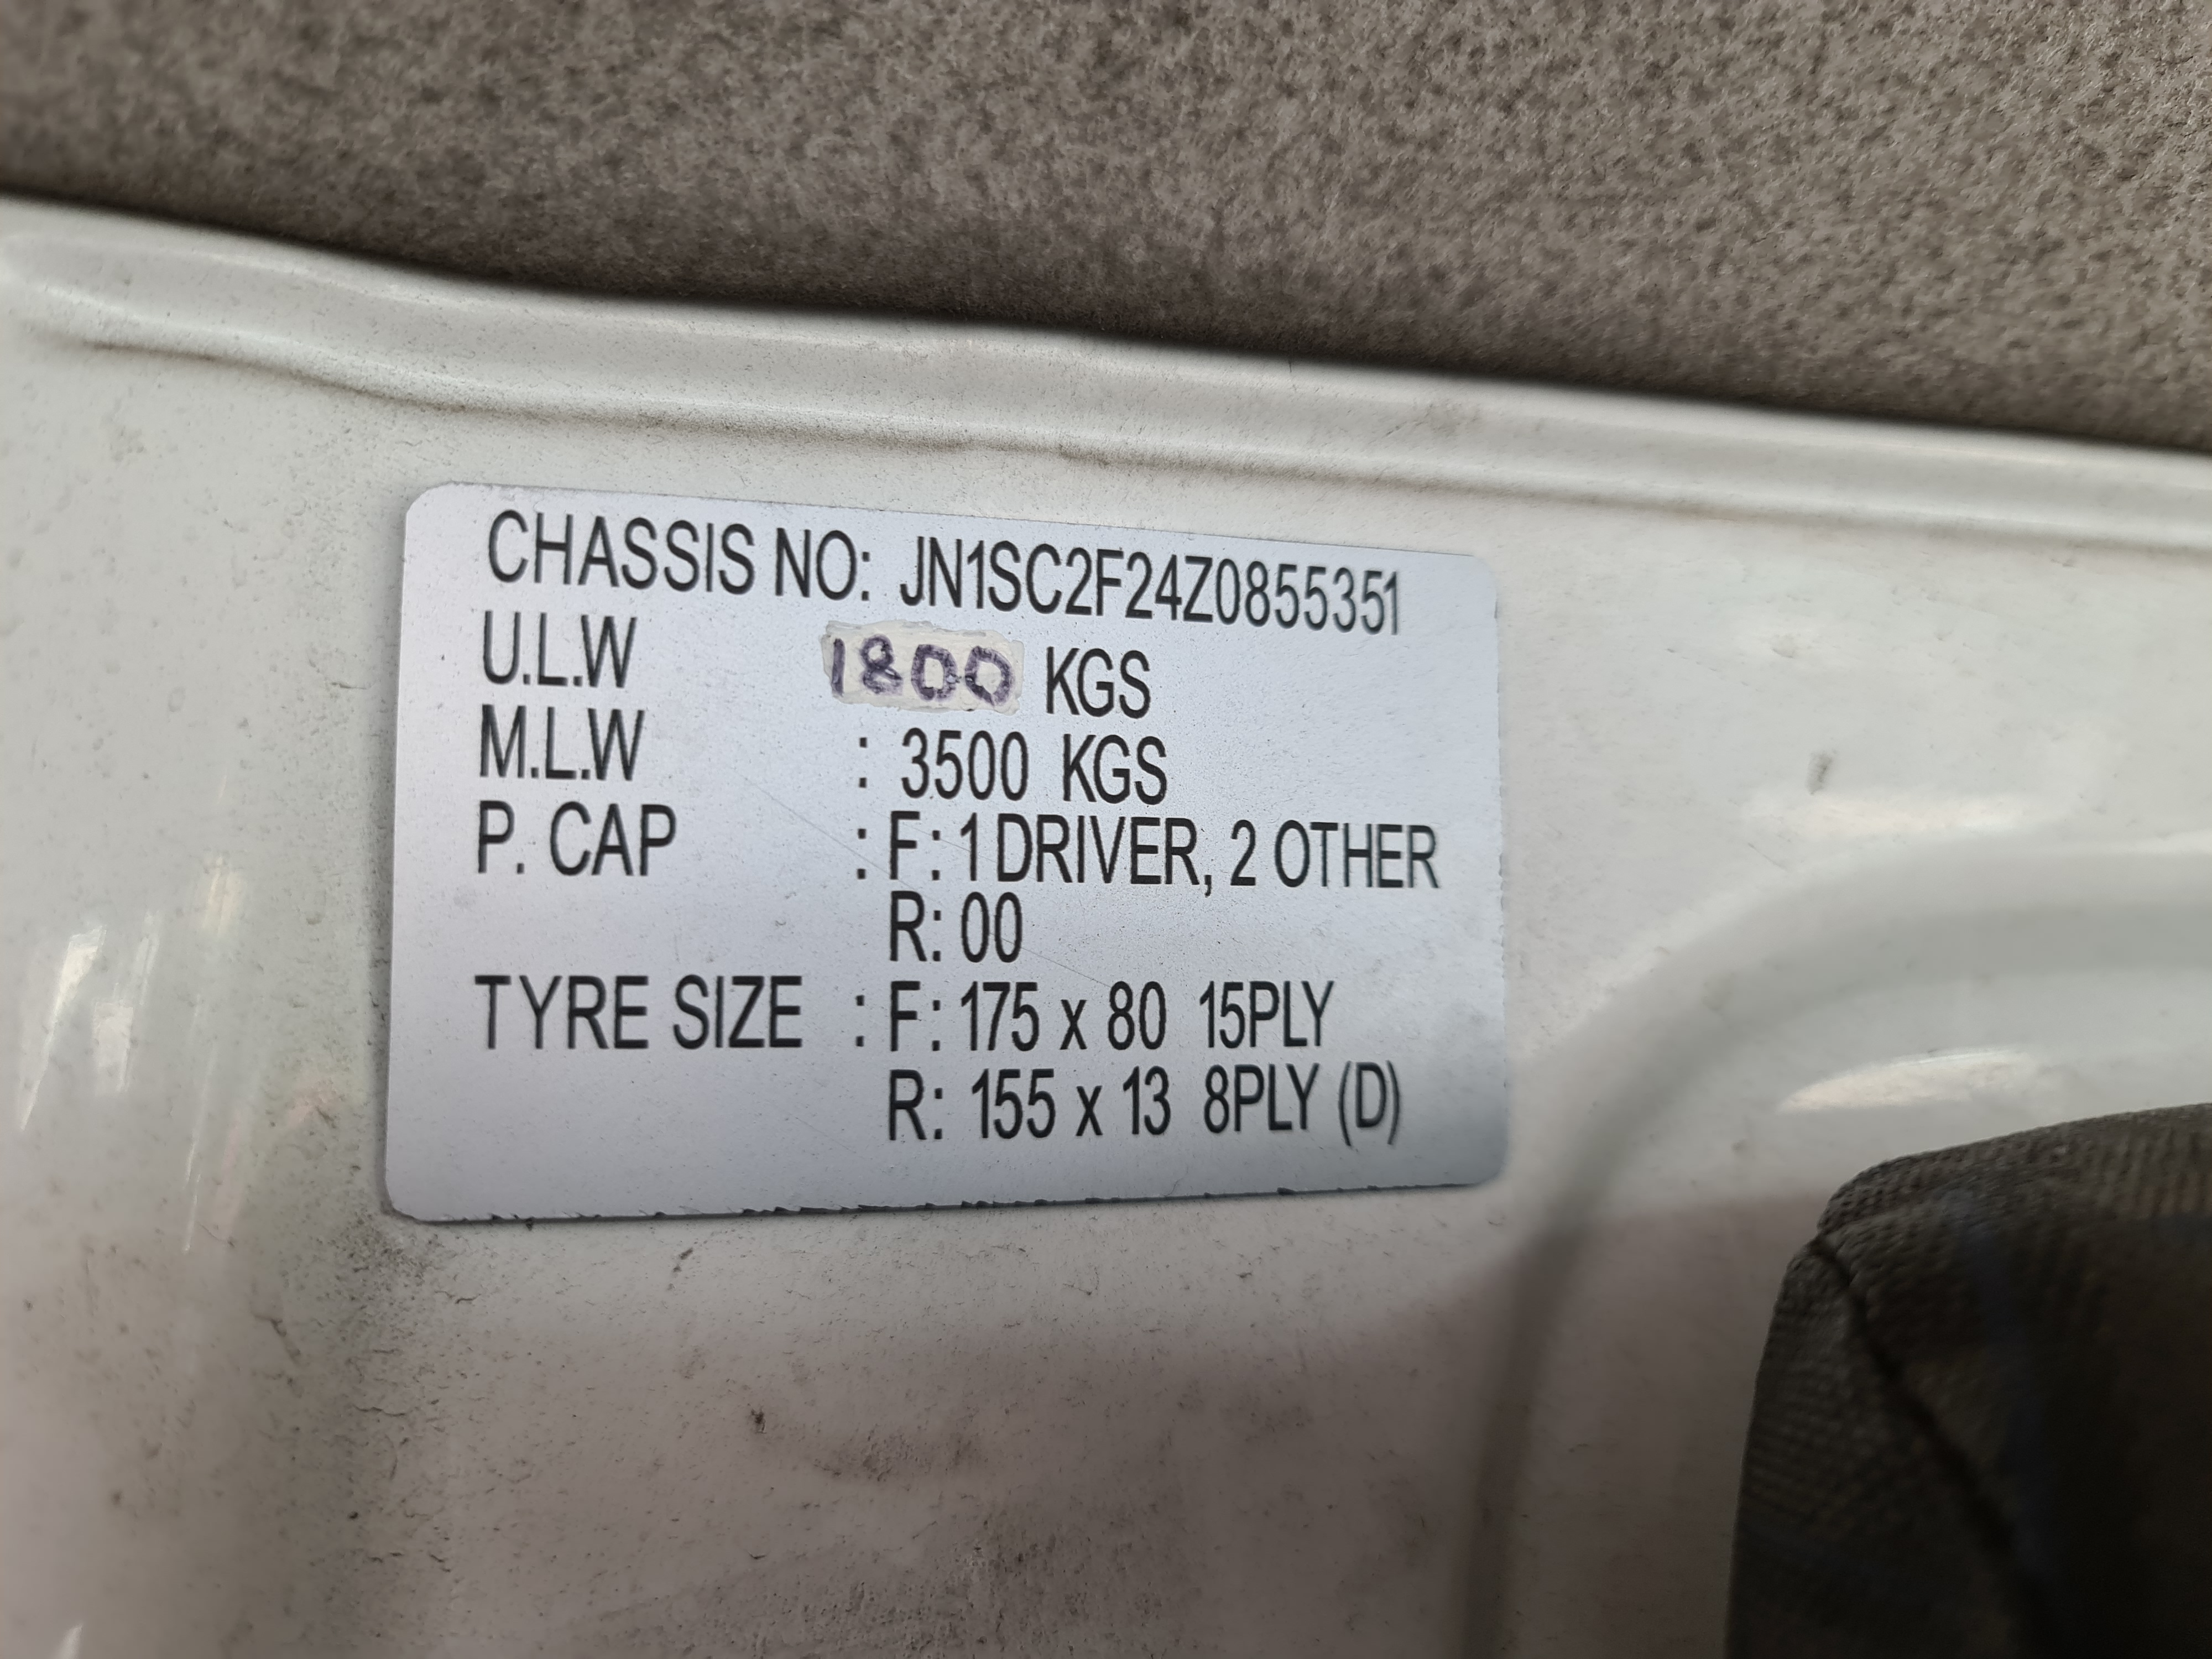 CHASSIS NO: JN1SC2F24Z0855351
U.L.W 1800 KGS
M.L.W : 3500 KGS
P. CAP : F: 1 DRIVER, 2 OTHER
R: 00
TYRE SIZE : F: 175 x 80 15PLY
R: 155 x 13 8PLY (D)